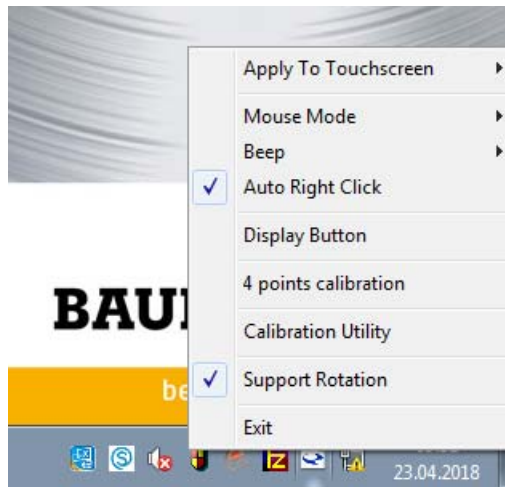 Apply To Touchscreen
Mouse Mode
Beep
Auto Right Click
Display Button
4 points calibration
Calibration Utility
Support Rotation
Exit
BAU
be
23.04.2018